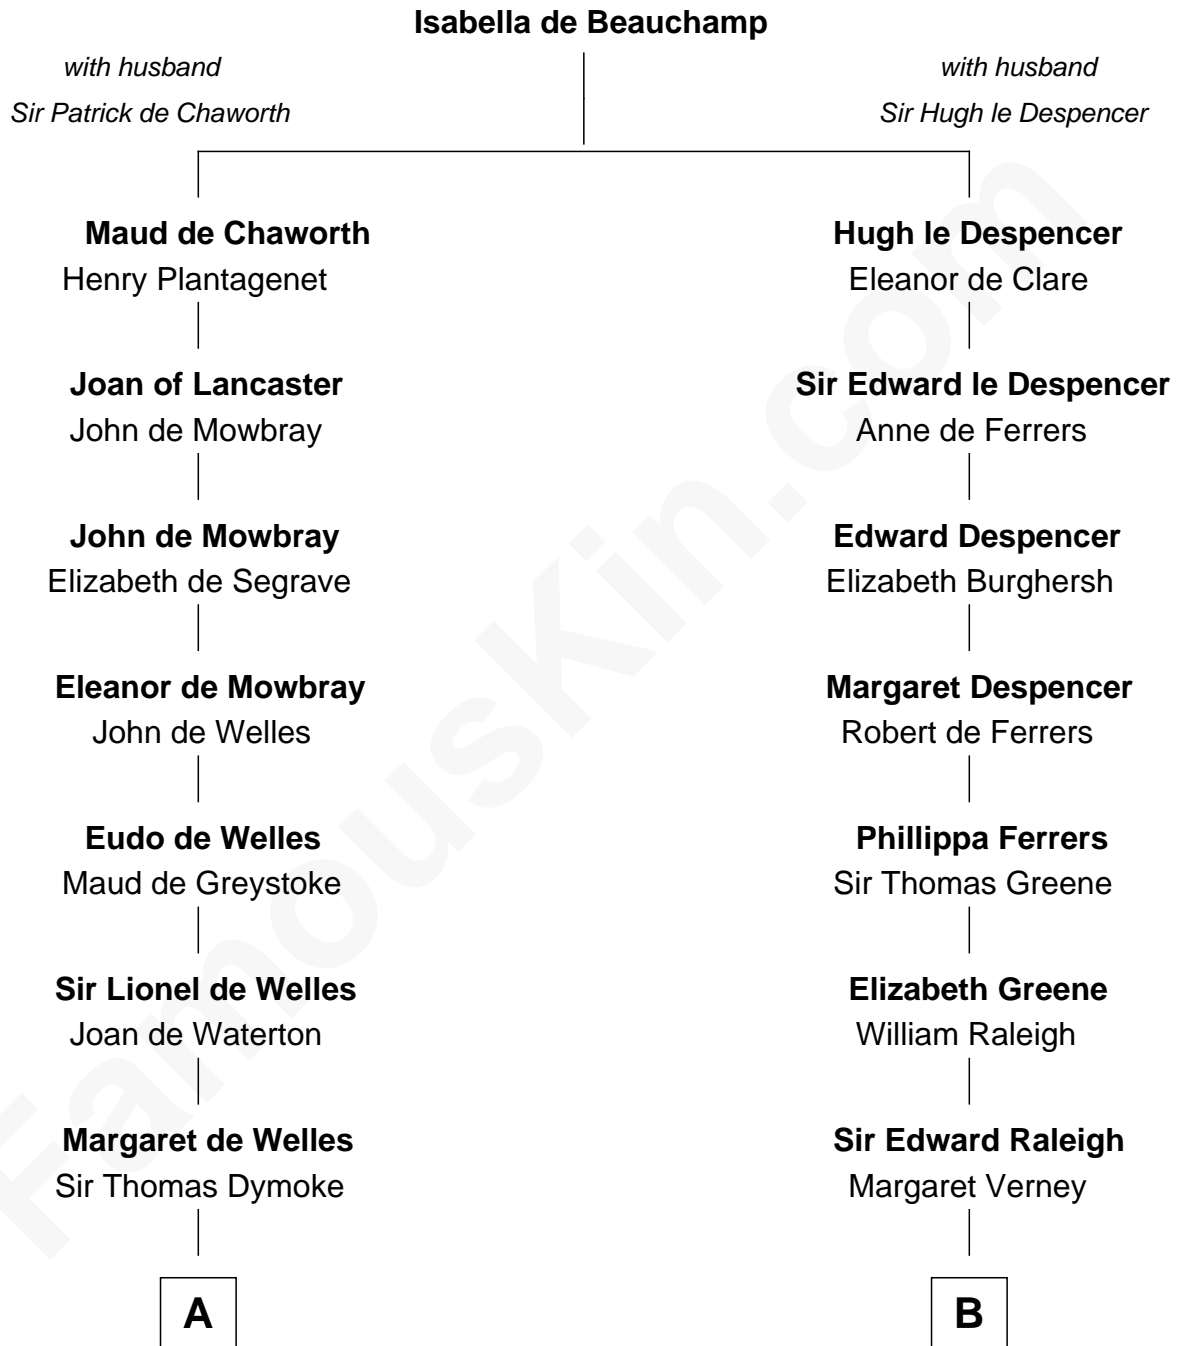 Isabella de Beauchamp
with husband
Sir Patrick de Chaworth
with husband
Sir Hugh le Despencer
Maud de Chaworth
Henry Plantagenet
Joan of Lancaster
John de Mowbray
John de Mowbray
Elizabeth de Segrave
Eleanor de Mowbray
John de Welles
Eudo de Welles
Maud de Greystoke
Sir Lionel de Welles
Joan de Waterton
Margaret de Welles
Sir Thomas Dymoke
A
Hugh le Despencer
Eleanor de Clare
Sir Edward le Despencer
Anne de Ferrers
Edward Despencer
Elizabeth Burghersh
Margaret Despencer
Robert de Ferrers
Phillippa Ferrers
Sir Thomas Greene
Elizabeth Greene
William Raleigh
Sir Edward Raleigh
Margaret Verney
B
FamousKin.com